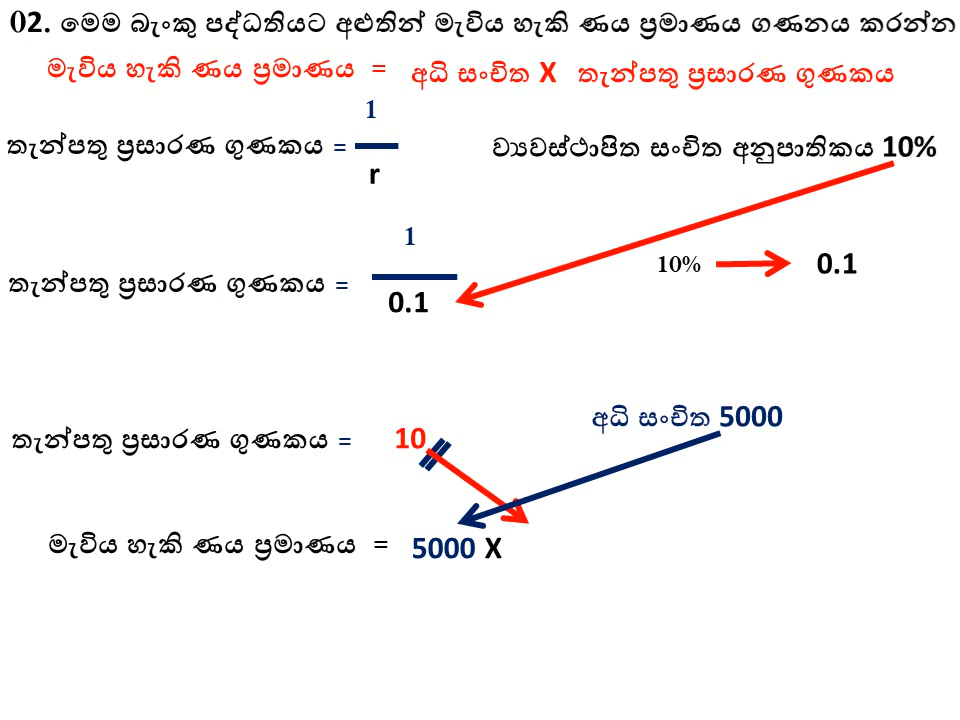 02. මෙම බැංකු පද්ධතියට අළුතින් මැවිය හැකි ණය ප්‍රමාණය ගණනය කරන්න
මැවිය හැකි ණය ප්‍රමාණය = අධි සංචිත X තැන්පතු ප්‍රසාරණ ගුණකය
1
තැන්පතු ප්‍රසාරණ ගුණකය =
ව්‍යවස්ථාපිත සංචිත අනුපාතිකය 10%
r
1
10%
0.1
තැන්පතු ප්‍රසාරණ ගුණකය =
0.1
අධි සංචිත 5000
තැන්පතු ප්‍රසාරණ ගුණකය = 10
මැවිය හැකි ණය ප්‍රමාණය = 5000 X